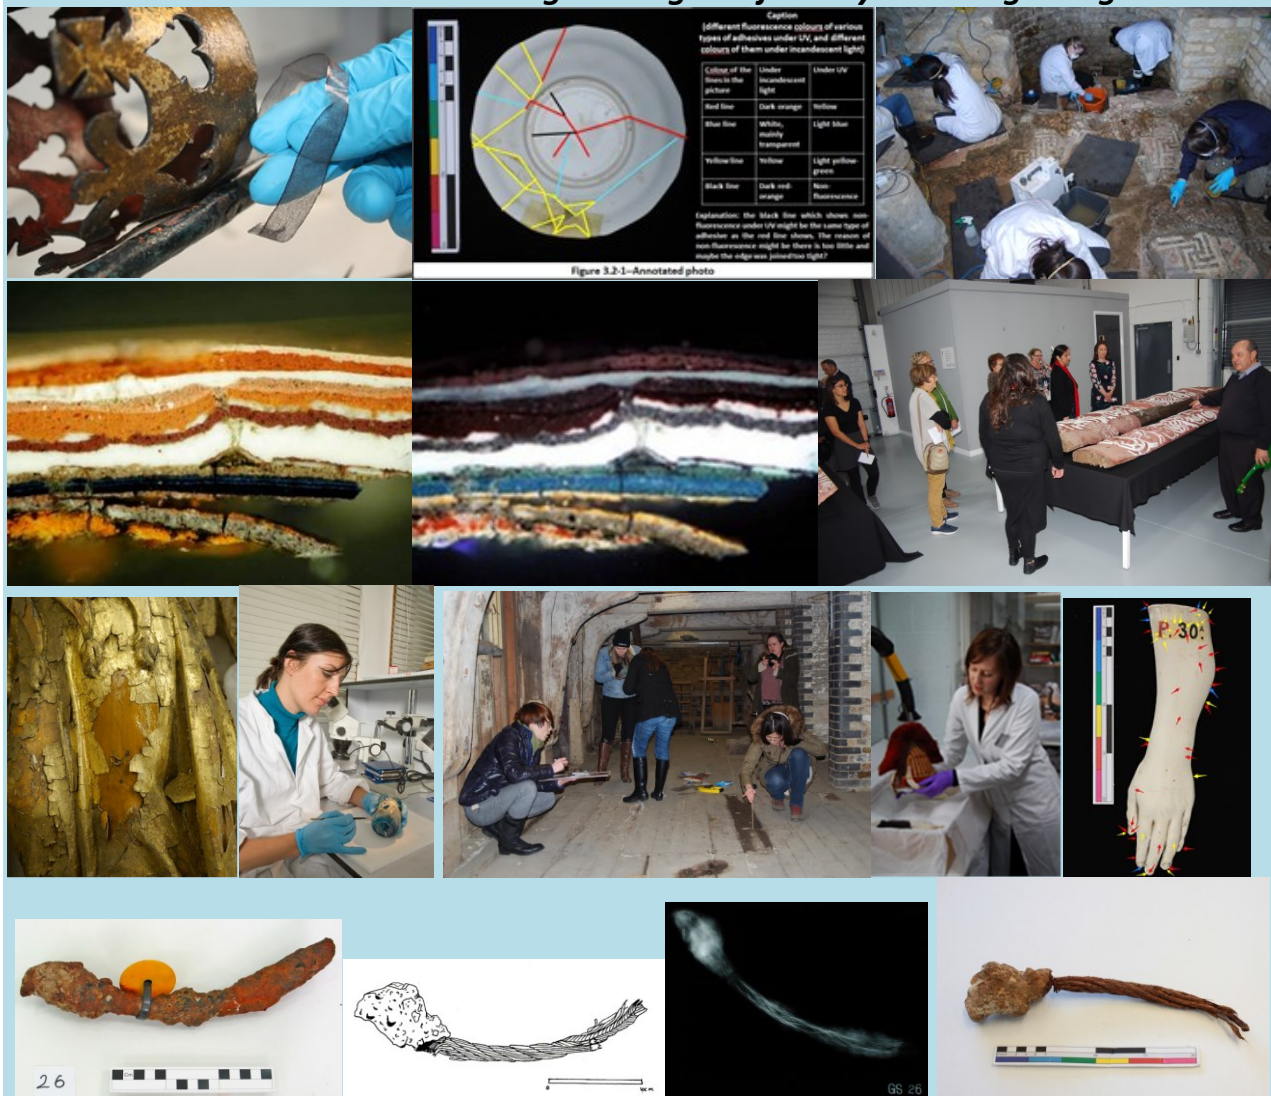 Caption
(different fluorescence colours of various
types of adhesives under UV, and different
colours of them under incandescent light)
Colour of the lines in the picture
Under incandescent light
Under UV
Red line
Dark orange
Yellow
Blue line
White, mainly transparent
Light blue
Yellow line
Yellow
Light yellow-green
Black line
Dark red-orange
Non-fluorescence
Explanation: the black line which shows non-
fluorescence under UV might be the same type of
adhesive as the red line shows. The reason of
non-fluorescence might be there is too little and
maybe the edge was joined too tight?
Figure 3.2-1—Annotated photo
P.30:
26
GS 26